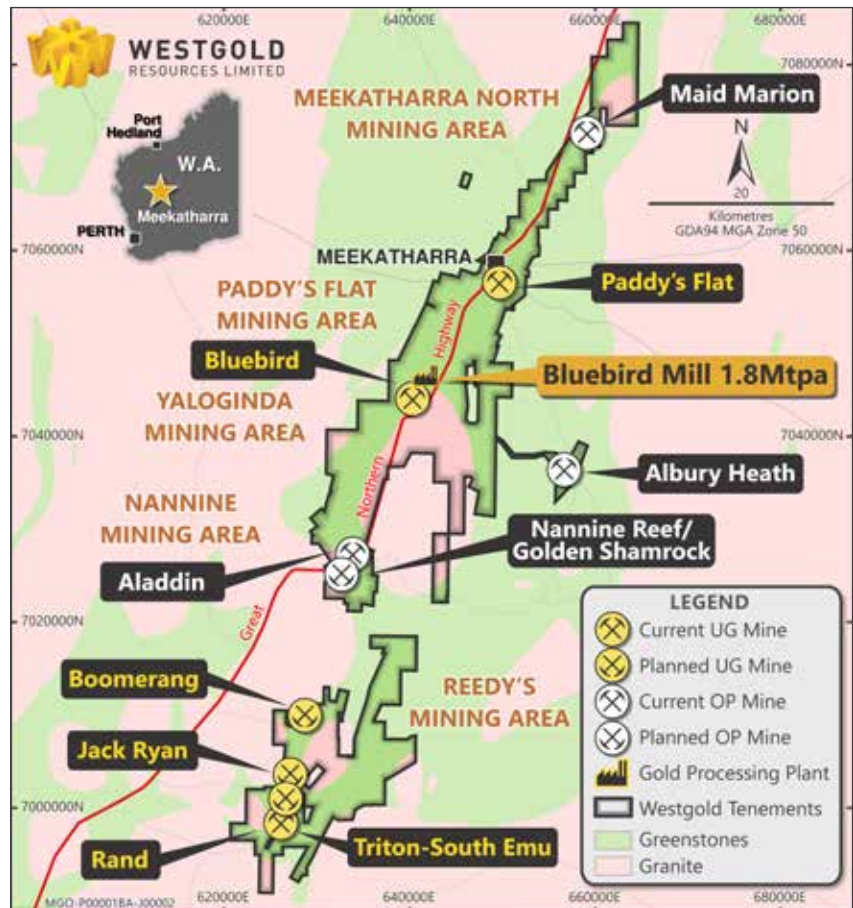 620000E 640000E 660000E 680000E
WESTGOLD
RESOURCES LIMITED
7080000N
MEEKATHARRA NORTH
MINING AREA
Maid Marion
Port
Hedland
W.A.
Meekatharra
PERTH
N
20
Kilometres
GDA94 MGA Zone 50
7060000N
7060000N
MEEKATHARRA
PADDY'S FLAT
MINING AREA
Paddy's Flat
Highway
Bluebird
Bluebird Mill 1.8Mtpa
YALOGINDA
MINING AREA
7040000N
7040000N
Albury Heath
Northern
NANNINE
MINING AREA
Nannine Reef/
Golden Shamrock
Aladdin
7020000N
Great
LEGEND
Current UG Mine
Planned UG Mine
Current OP Mine
Planned OP Mine
Gold Processing Plant
Westgold Tenements
Greenstones
Granite
Boomerang
REEDY'S
MINING AREA
Jack Ryan
7000000N
Rand
Triton-South Emu
MGO-P00001BA-J00002
620000E 640000E 660000E 680000E